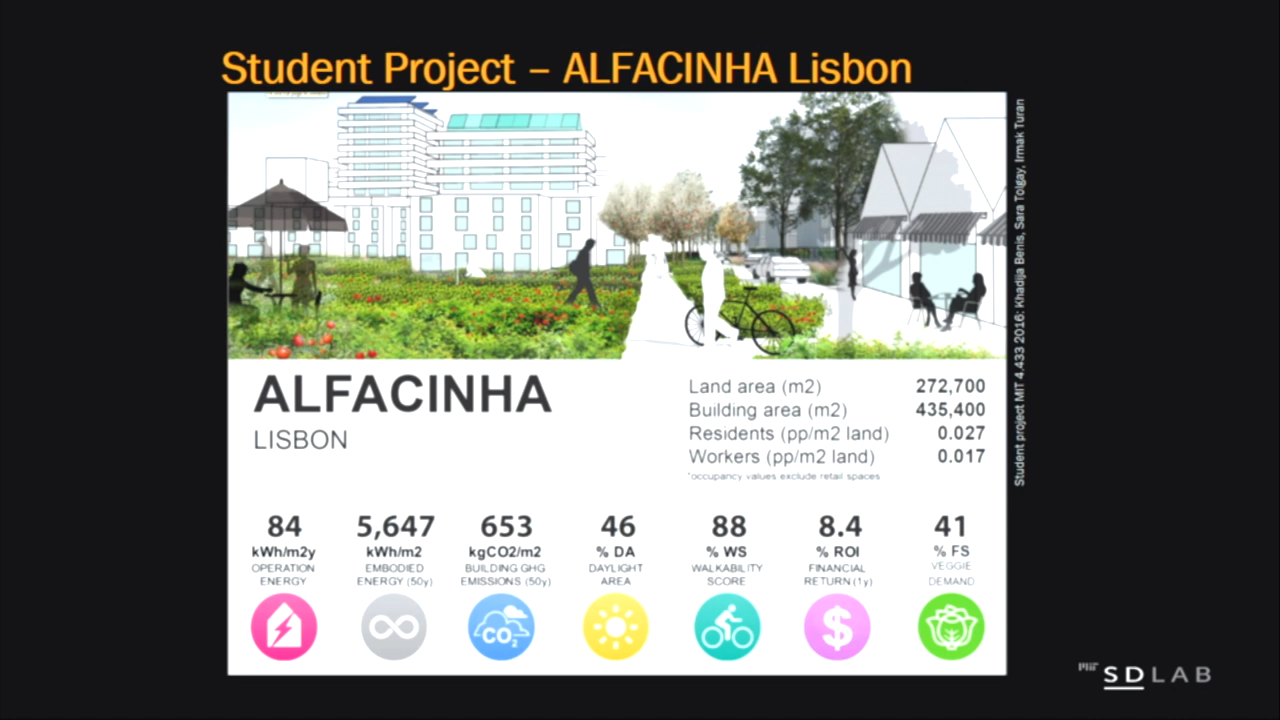 Student Project – ALFACINHA Lisbon
Student project MIT 4.433 2016: Khadija Benis, Sara Tolgay, Irmak Turan
ALFACINHA
LISBON
Land area (m2) 272,700
Building area (m2) 435,400
Residents (pp/m2 land) 0.027
Workers (pp/m2 land) 0.017
*occupancy values exclude retail spaces
84 5,647 653 46 88 8.4 41
kWh/m2y kWh/m2 kgCO2/m2 % DA % WS % ROI % FS
OPERATION EMBODIED BUILDING GHG DAYLIGHT WALKABILITY FINANCIAL VEGGIE
ENERGY ENERGY (50y) EMISSIONS (50y) AREA SCORE RETURN (1y) DEMAND
CO2 $
MIT SDLAB